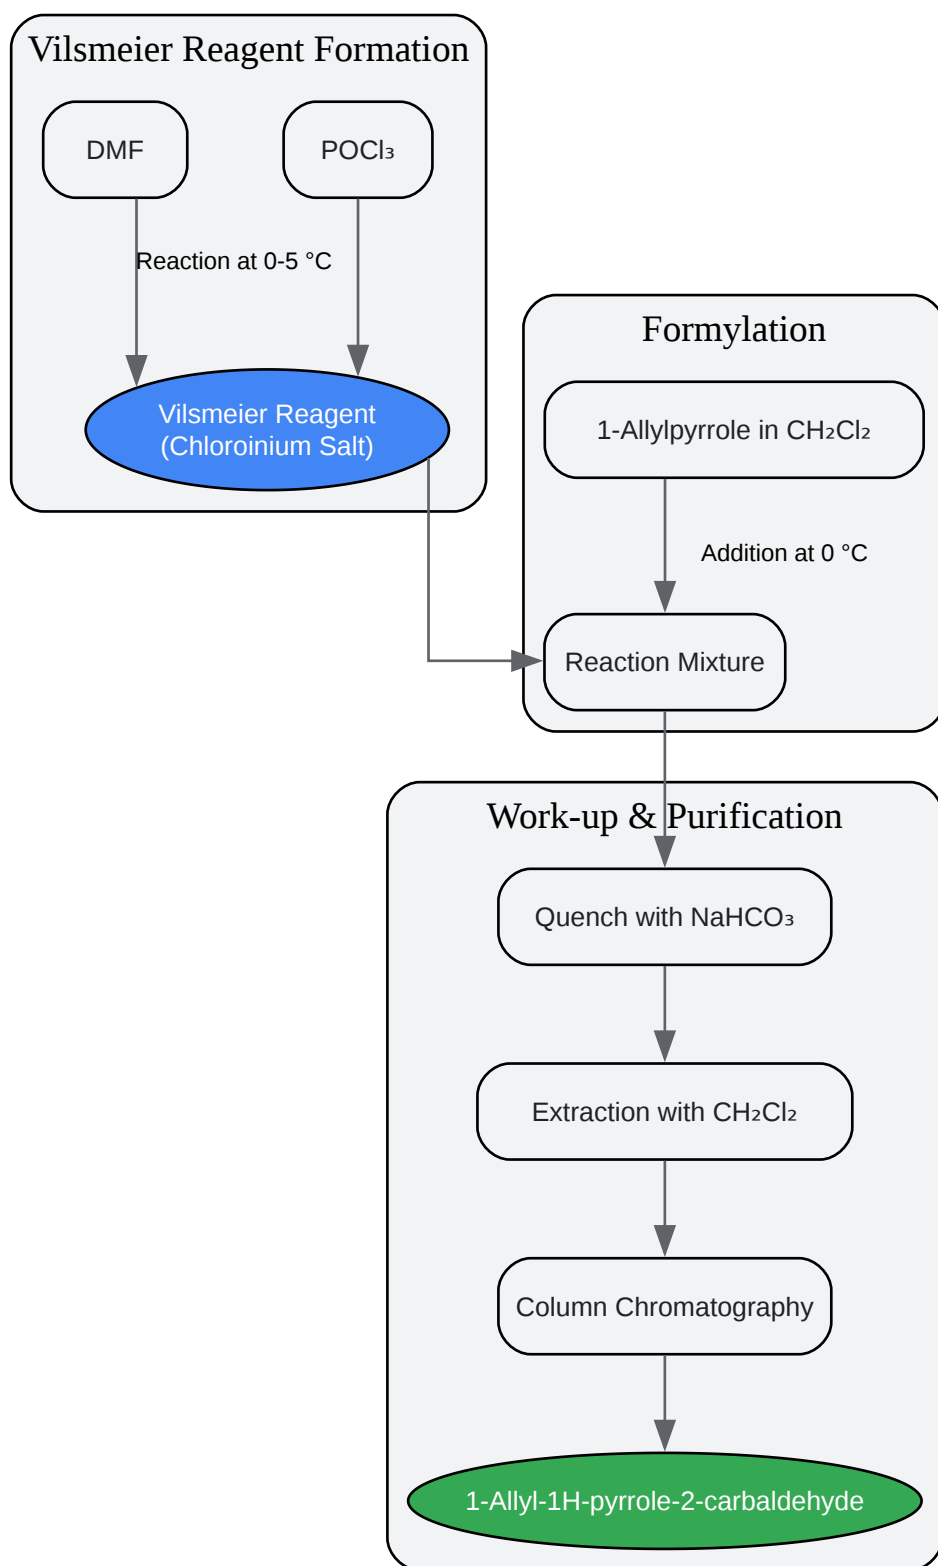 Vilsmeier Reagent Formation
DMF
POCl₃
Reaction at 0-5 °C
Vilsmeier Reagent
(Chloroinium Salt)
Formylation
1-Allylpyrrole in CH₂Cl₂
Addition at 0 °C
Reaction Mixture
Work-up & Purification
Quench with NaHCO₃
Extraction with CH₂Cl₂
Column Chromatography
1-Allyl-1H-pyrrole-2-carbaldehyde